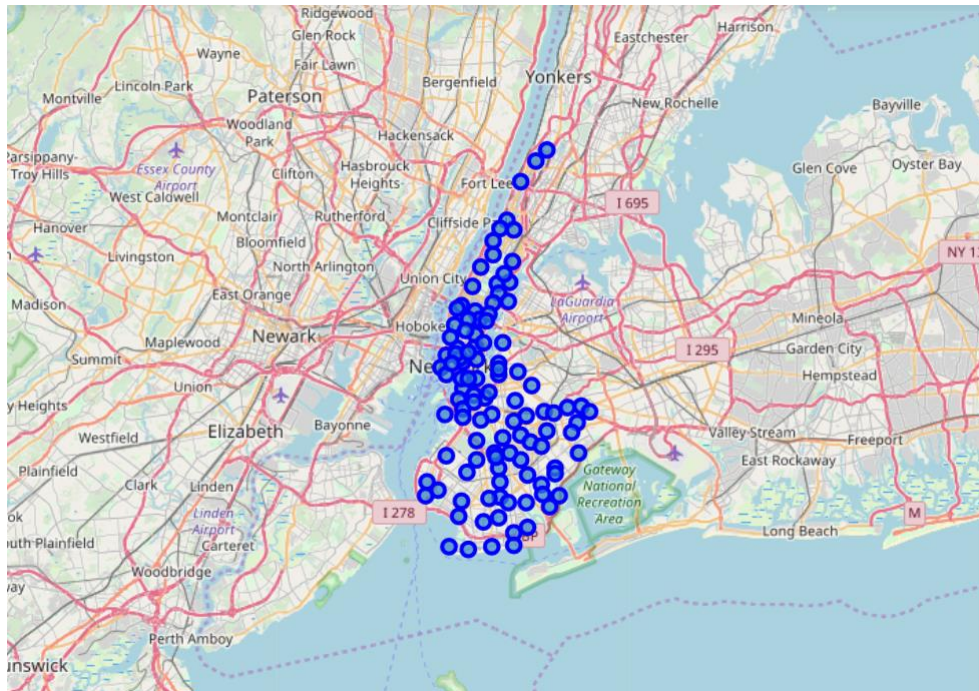 Ridgewood
Glen Rock
Harrison
Wayne
Fair Lawn
Eastchester
Lincoln Park
Bergenfield
Yonkers
Montville
Paterson
New Rochelle
Bayville
Woodland
Park
Hackensack
Parsippany-
Troy Hills
Essex County
Airport
Clifton
Hasbrouck
Heights
Fort Lee
Glen Cove
Oyster Bay
West Caldwell
I 695
Montclair
Rutherford
Cliffside
Hanover
Bloomfield
NY
Livingston
North Arlington
Union City
LaGuardia
Airport
Madison
East Orange
Mineola
Newark
Hoboke
Maplewood
I 295
Garden City
Summit
Union
Hempstead
Heights
Westfield
Elizabeth
Bayonne
Valley Stream
Freeport
Plainfield
East Rockaway
Clark
Linden
Gateway
National
Recreation
Area
Linden
Airport
I 278
M
Long Beach
South Plainfield
Carteret
Woodbridge
Perth Amboy
unswick